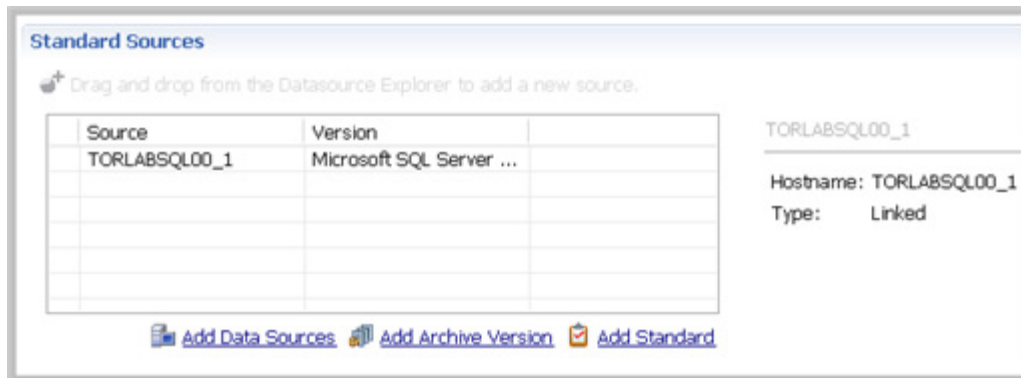 Standard Sources
Drag and drop from the Datasource Explorer to add a new source.
Source Version
TORLABSQL00_1 Microsoft SQL Server ...
Add Data Sources Add Archive Version Add Standard
TORLABSQL00_1
Hostname: TORLABSQL00_1
Type: Linked